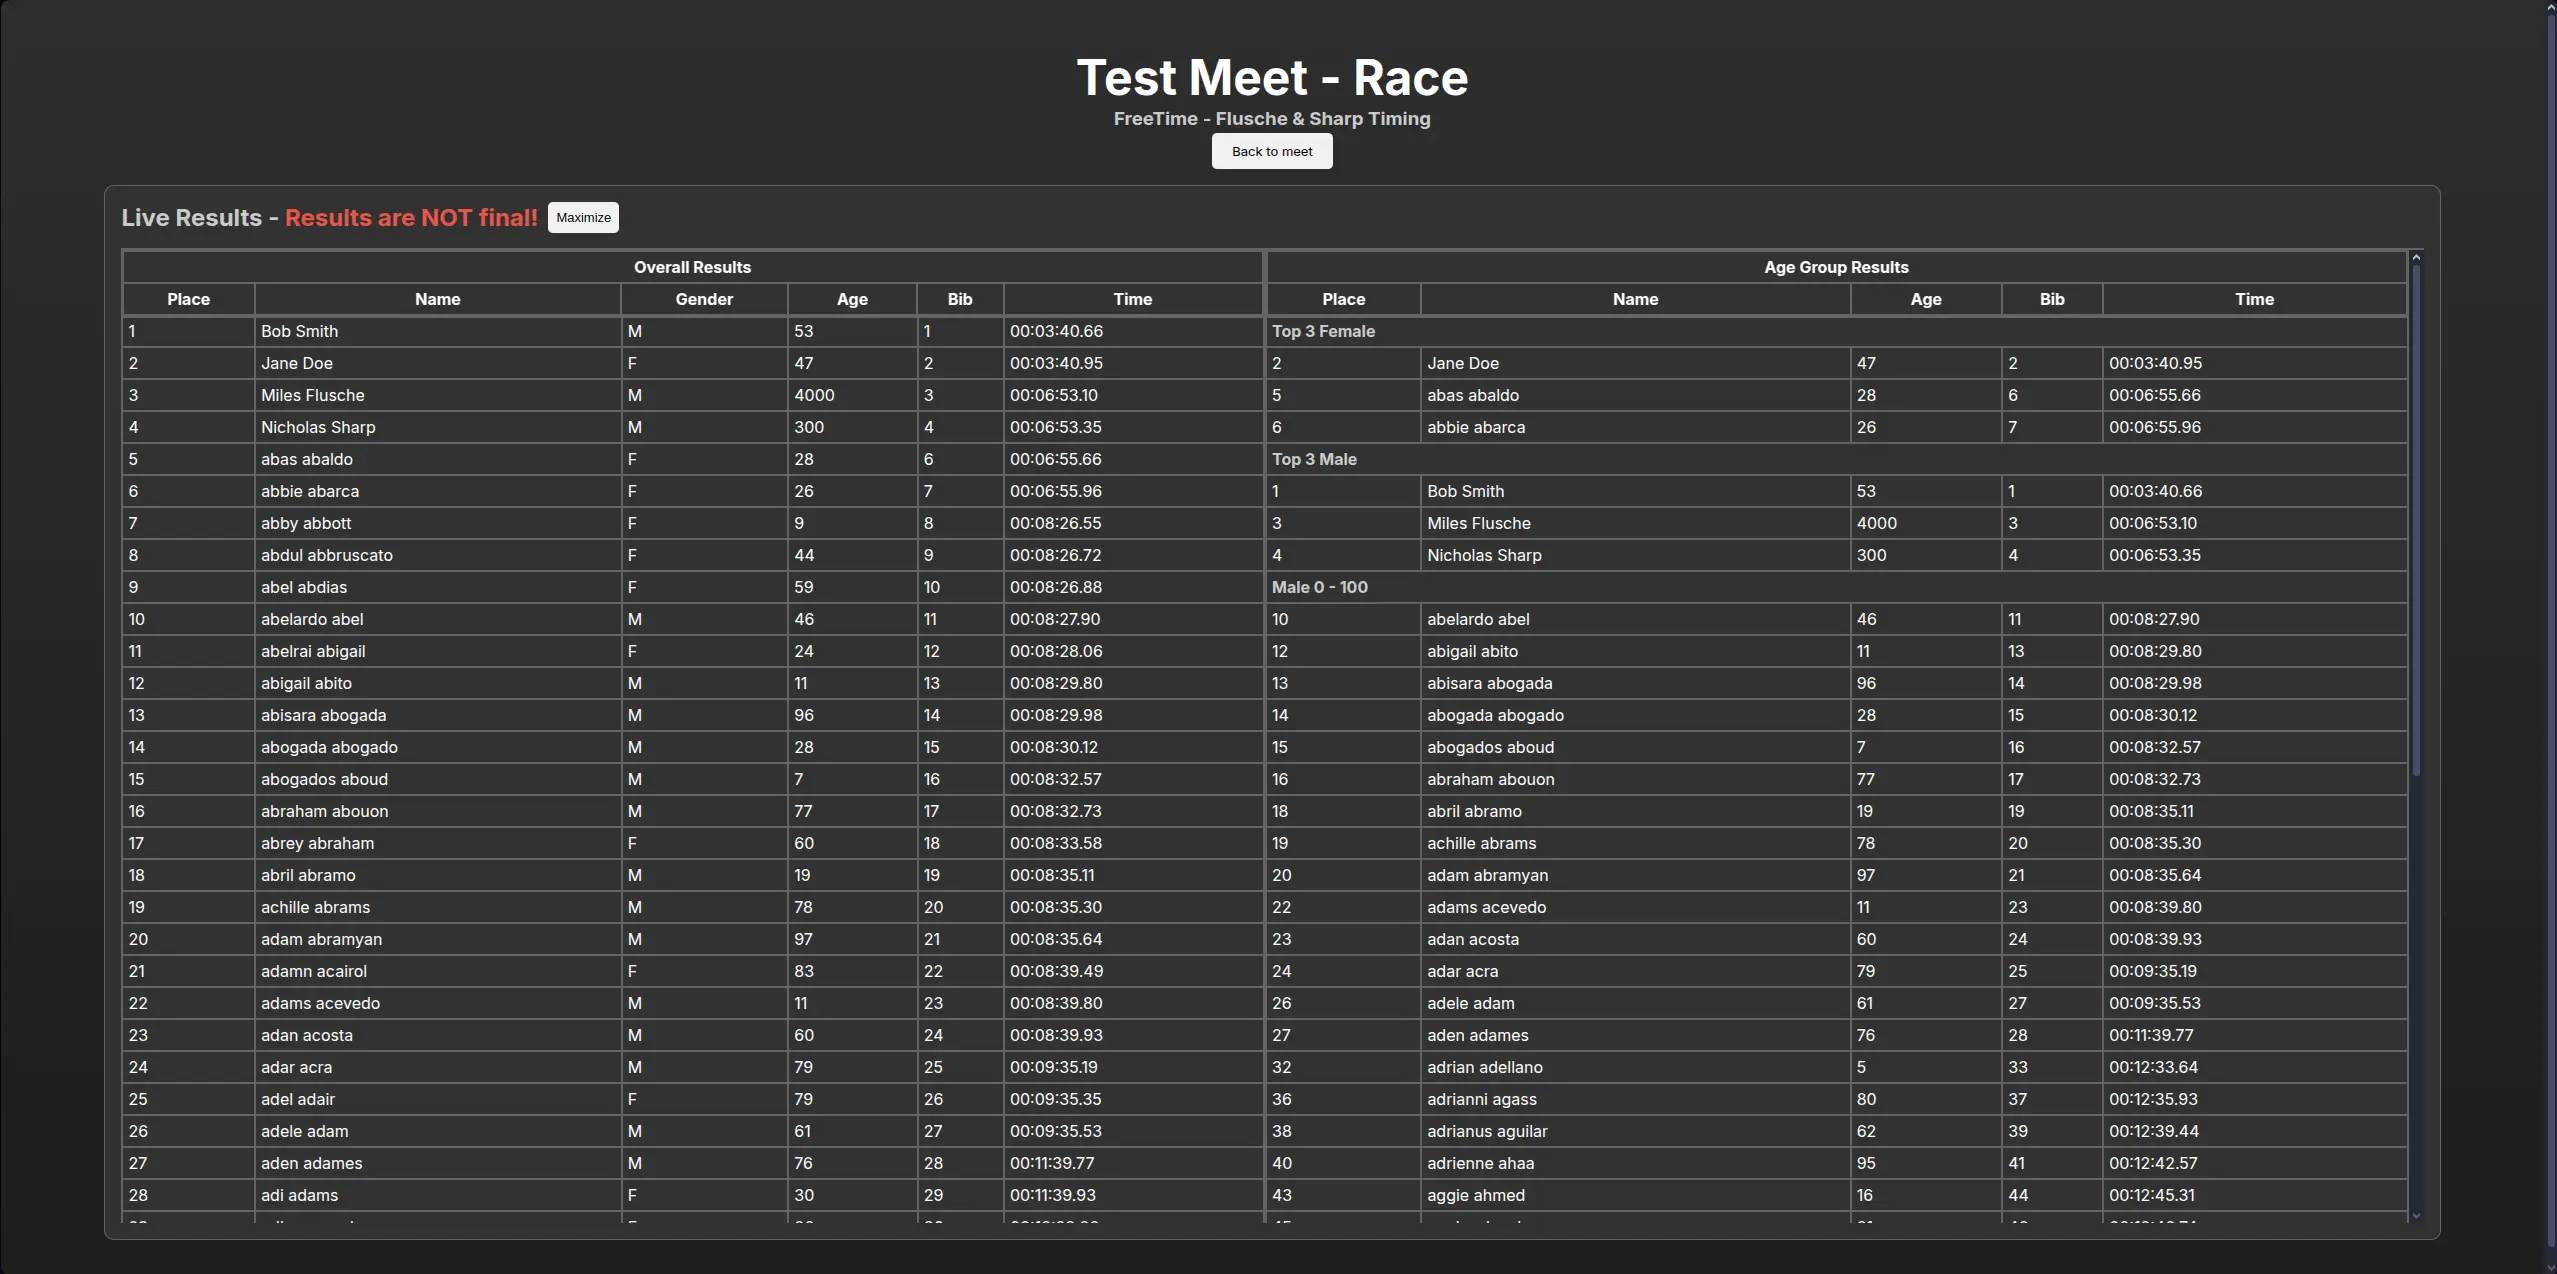 Test Meet - Race
FreeTime - Flusche & Sharp Timing
Back to meet
Live Results - Results are NOT final! Maximize
Overall Results
Place Name Gender Age Bib Time
1 Bob Smith M 53 1 00:03:40.66
2 Jane Doe F 47 2 00:03:40.95
3 Miles Flusche M 4000 3 00:06:53.10
4 Nicholas Sharp M 300 4 00:06:53.35
5 abas abaldo F 28 6 00:06:55.66
6 abbie abarca F 26 7 00:06:55.96
7 abby abbott F 9 8 00:08:26.55
8 abdul abbruscato F 44 9 00:08:26.72
9 abel abdias F 59 10 00:08:26.88
10 abelardo abel M 46 11 00:08:27.90
11 abelrai abigail F 24 12 00:08:28.06
12 abigail abito M 11 13 00:08:29.80
13 abisara abogada M 96 14 00:08:29.98
14 abogada abogado M 28 15 00:08:30.12
15 abogados aboud M 7 16 00:08:32.57
16 abraham abouon M 77 17 00:08:32.73
17 abrey abraham F 60 18 00:08:33.58
18 abril abramo M 19 19 00:08:35.11
19 achille abrams M 78 20 00:08:35.30
20 adam abramyan M 97 21 00:08:35.64
21 adamn acairol F 83 22 00:08:39.49
22 adams acevedo M 11 23 00:08:39.80
23 adan acosta M 60 24 00:08:39.93
24 adar acra M 79 25 00:09:35.19
25 adel adair F 79 26 00:09:35.35
26 adele adam M 61 27 00:09:35.53
27 aden adames M 76 28 00:11:39.77
28 adi adams F 30 29 00:11:39.93
Age Group Results
Place Name Age Bib Time
Top 3 Female
2 Jane Doe 47 2 00:03:40.95
5 abas abaldo 28 6 00:06:55.66
6 abbie abarca 26 7 00:06:55.96
Top 3 Male
1 Bob Smith 53 1 00:03:40.66
3 Miles Flusche 4000 3 00:06:53.10
4 Nicholas Sharp 300 4 00:06:53.35
Male 0 - 100
10 abelardo abel 46 11 00:08:27.90
12 abigail abito 11 13 00:08:29.80
13 abisara abogada 96 14 00:08:29.98
14 abogada abogado 28 15 00:08:30.12
15 abogados aboud 7 16 00:08:32.57
16 abraham abouon 77 17 00:08:32.73
18 abril abramo 19 19 00:08:35.11
19 achille abrams 78 20 00:08:35.30
20 adam abramyan 97 21 00:08:35.64
22 adams acevedo 11 23 00:08:39.80
23 adan acosta 60 24 00:08:39.93
24 adar acra 79 25 00:09:35.19
26 adele adam 61 27 00:09:35.53
27 aden adames 76 28 00:11:39.77
32 adrian adellano 5 33 00:12:33.64
36 adrianni agass 80 37 00:12:35.93
38 adrianus aguilar 62 39 00:12:39.44
40 adrienne ahaa 95 41 00:12:42.57
43 aggie ahmed 16 44 00:12:45.31